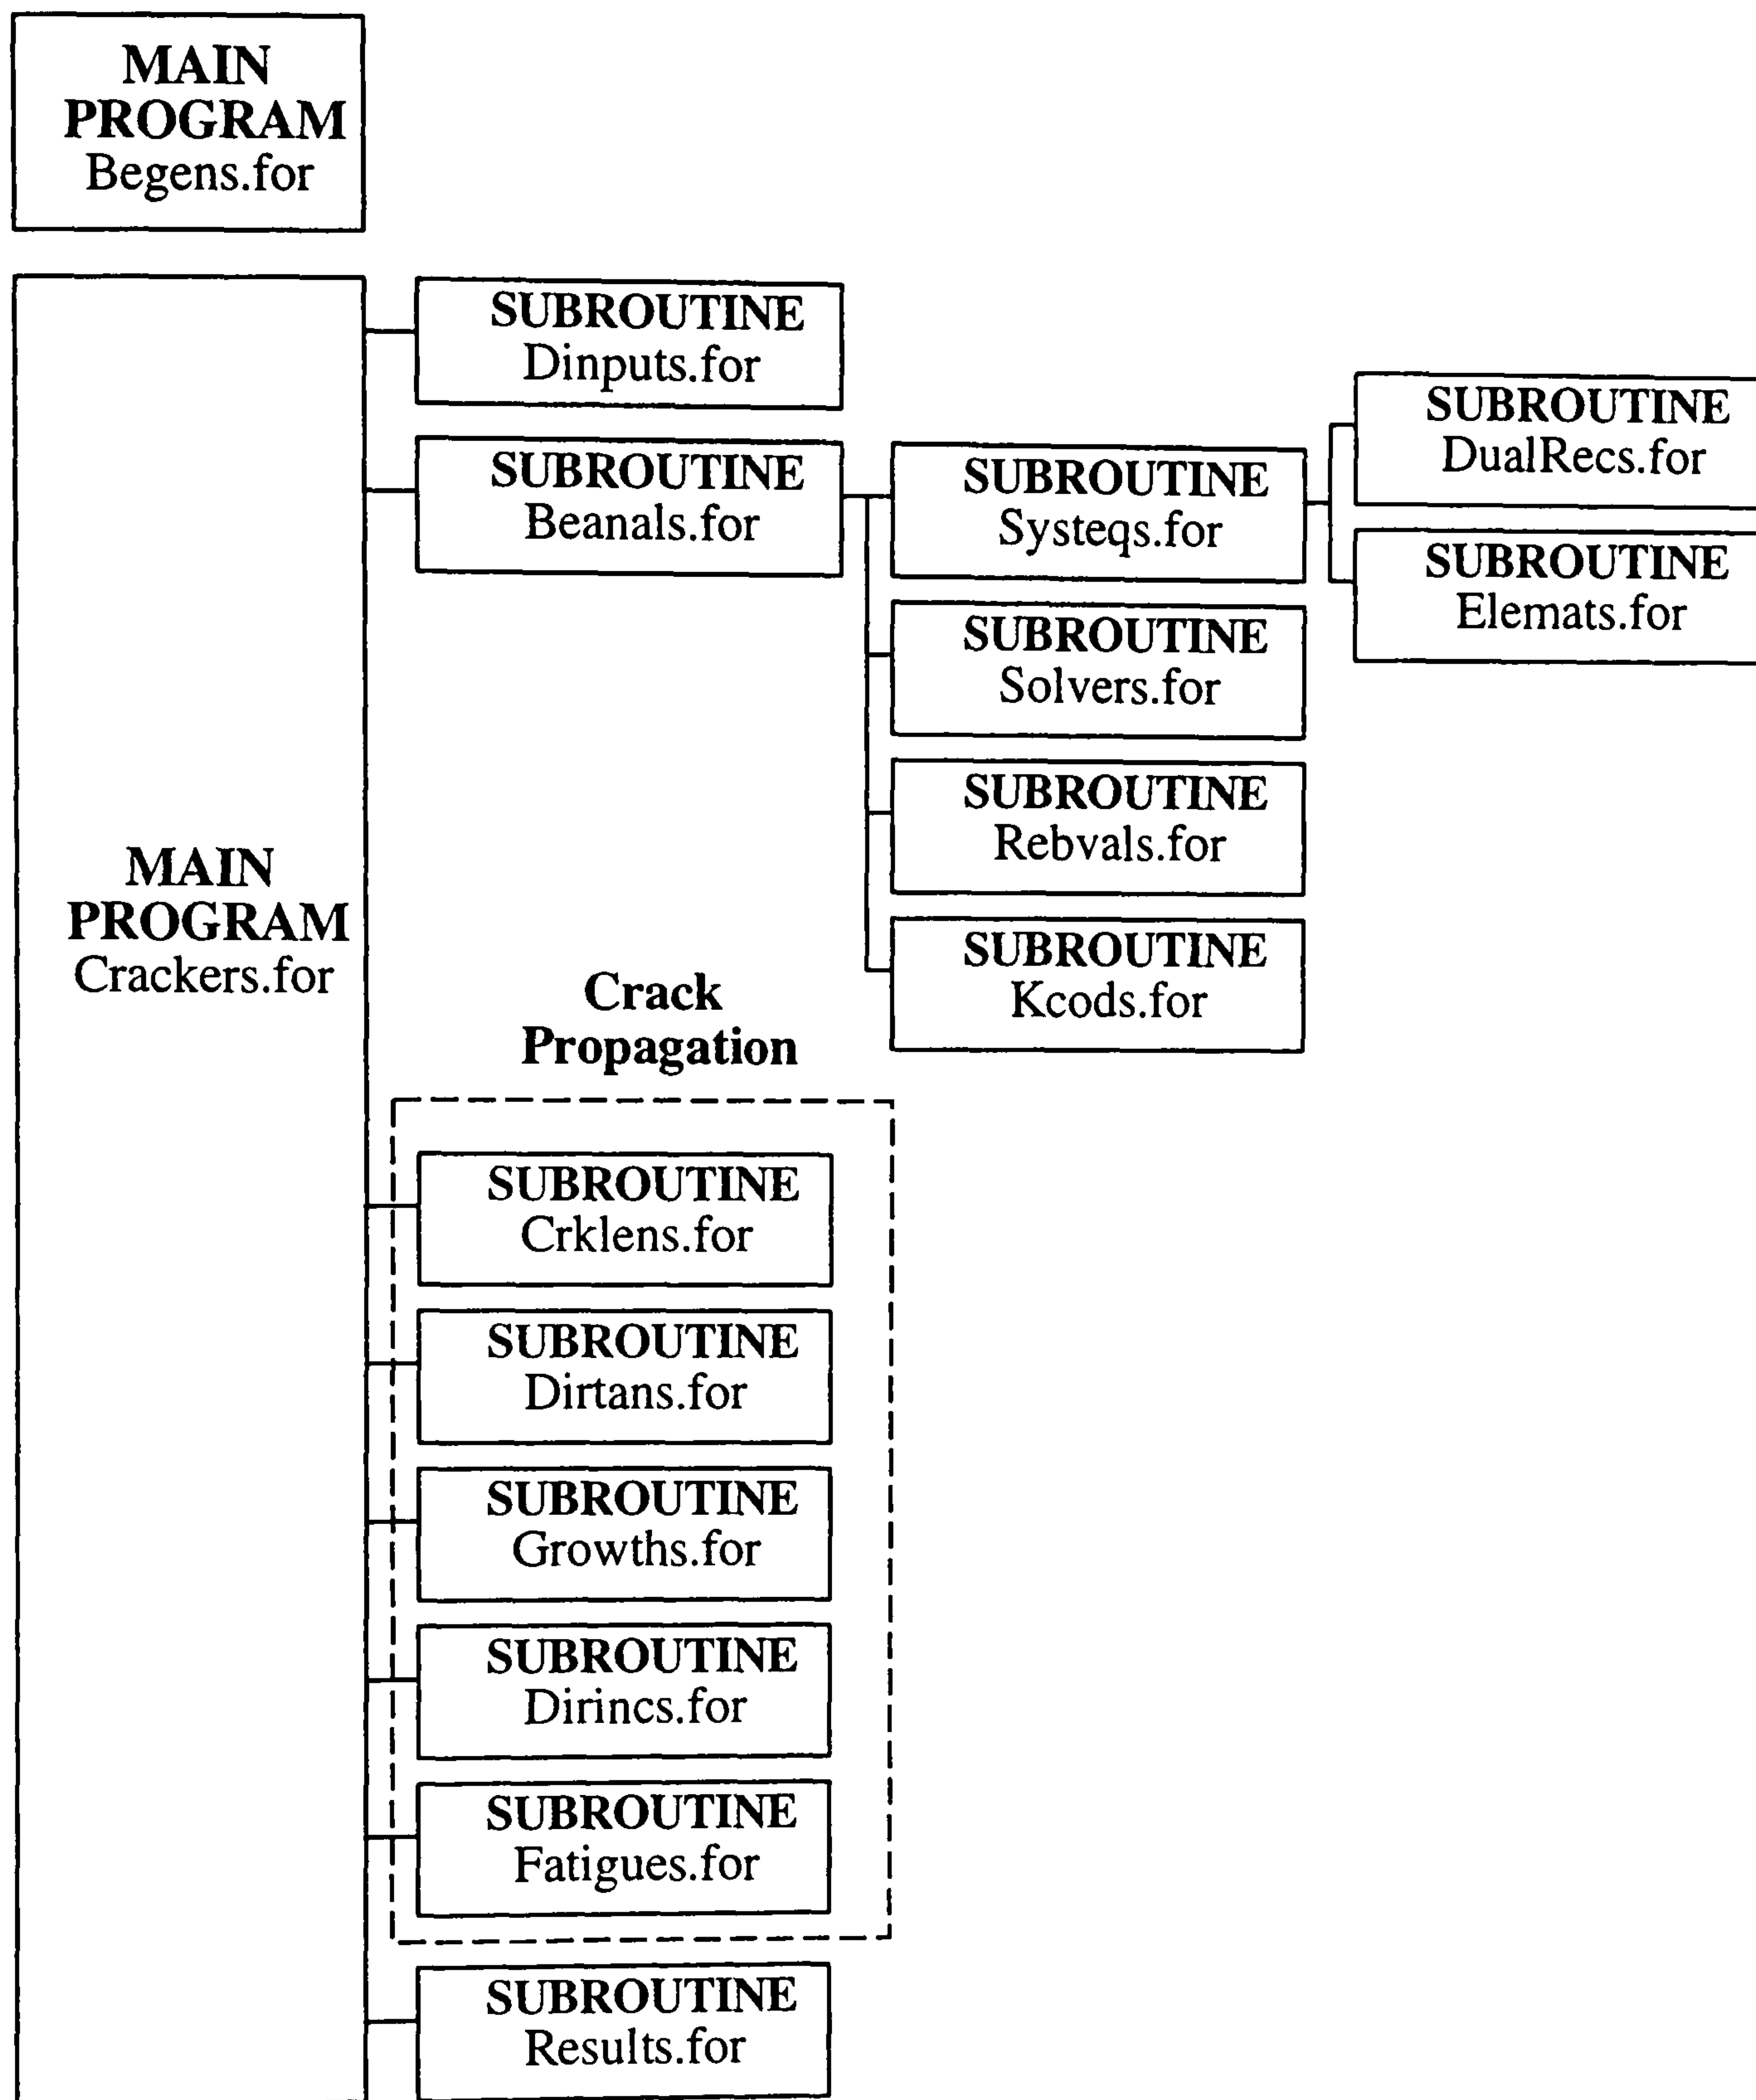 MAIN
PROGRAM
Begens.for
SUBROUTINE
Dinputs.for
SUBROUTINE
Beanals.for
SUBROUTINE
Systeqs.for
SUBROUTINE
DualRecs.for
SUBROUTINE
Elemats.for
SUBROUTINE
Solvers.for
SUBROUTINE
Rebvals.for
SUBROUTINE
Kcods.for
MAIN
PROGRAM
Crackers.for
Crack
Propagation
SUBROUTINE
Crklens.for
SUBROUTINE
Dirtans.for
SUBROUTINE
Growths.for
SUBROUTINE
Dirincs.for
SUBROUTINE
Fatigues.for
SUBROUTINE
Results.for